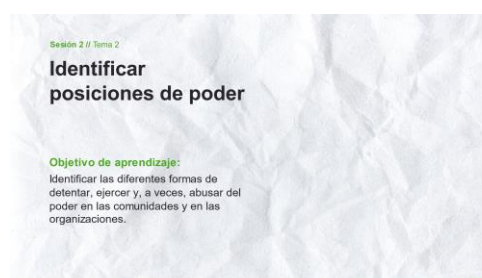 Sesión 2 // Tema 2
Identificar
posiciones de poder
Objetivo de aprendizaje:
Identificar las diferentes formas de
detentar, ejercer y, a veces, abusar del
poder en las comunidades y en las
organizaciones.